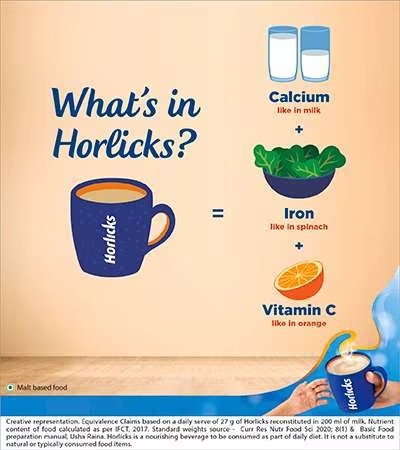 What's in
Horlicks?
Calcium
like in milk
+
Iron
like in spinach
+
Vitamin C
like in orange
=
Horlicks
Horlicks
Malt based food
Creative representation. Equivalence Claims based on a daily serve of 27 g of Horlicks reconstituted in 200 ml of milk. Nutrient
content of food calculated as per IFCT, 2017. Standard weights source - Curr Res Nutr Food Sci 2020; 8(1) & Basic Food
preparation manual, Usha Raina. Horlicks is a nourishing beverage to be consumed as part of daily diet. It is not a substitute to
natural or typically consumed food items.